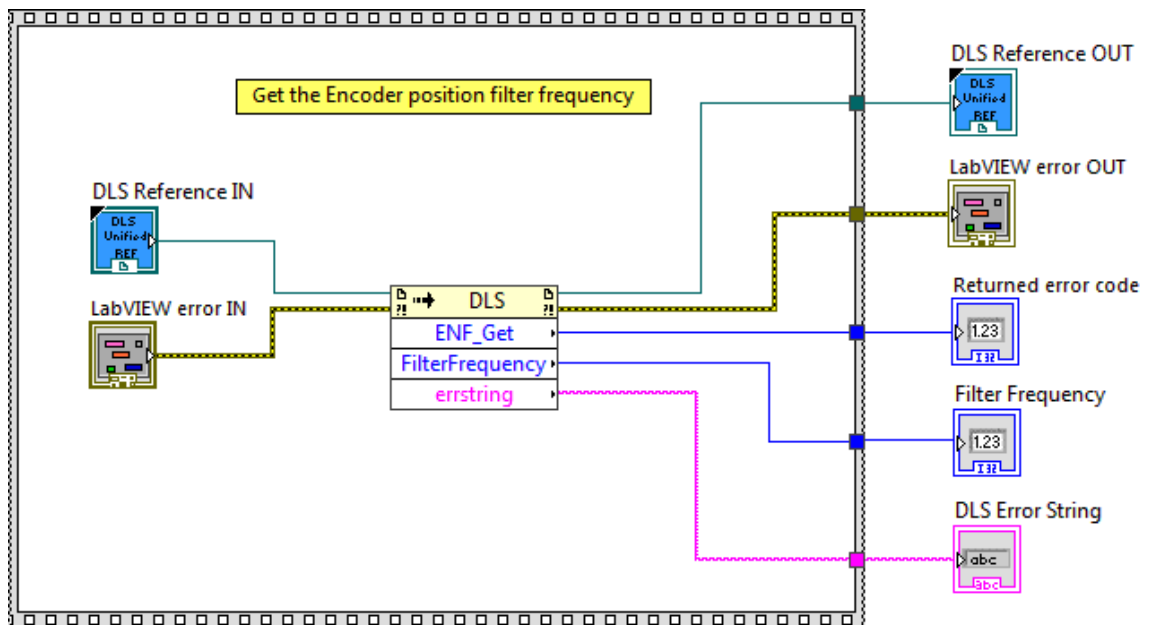 Get the Encoder position filter frequency
DLS Reference IN
DLS
Unified
REF
LabVIEW error IN
DLS
ENF_Get
FilterFrequency
errstring
DLS Reference OUT
DLS
Unified
REF
LabVIEW error OUT
Returned error code
1.23
I32
Filter Frequency
1.23
I32
DLS Error String
abc
abc